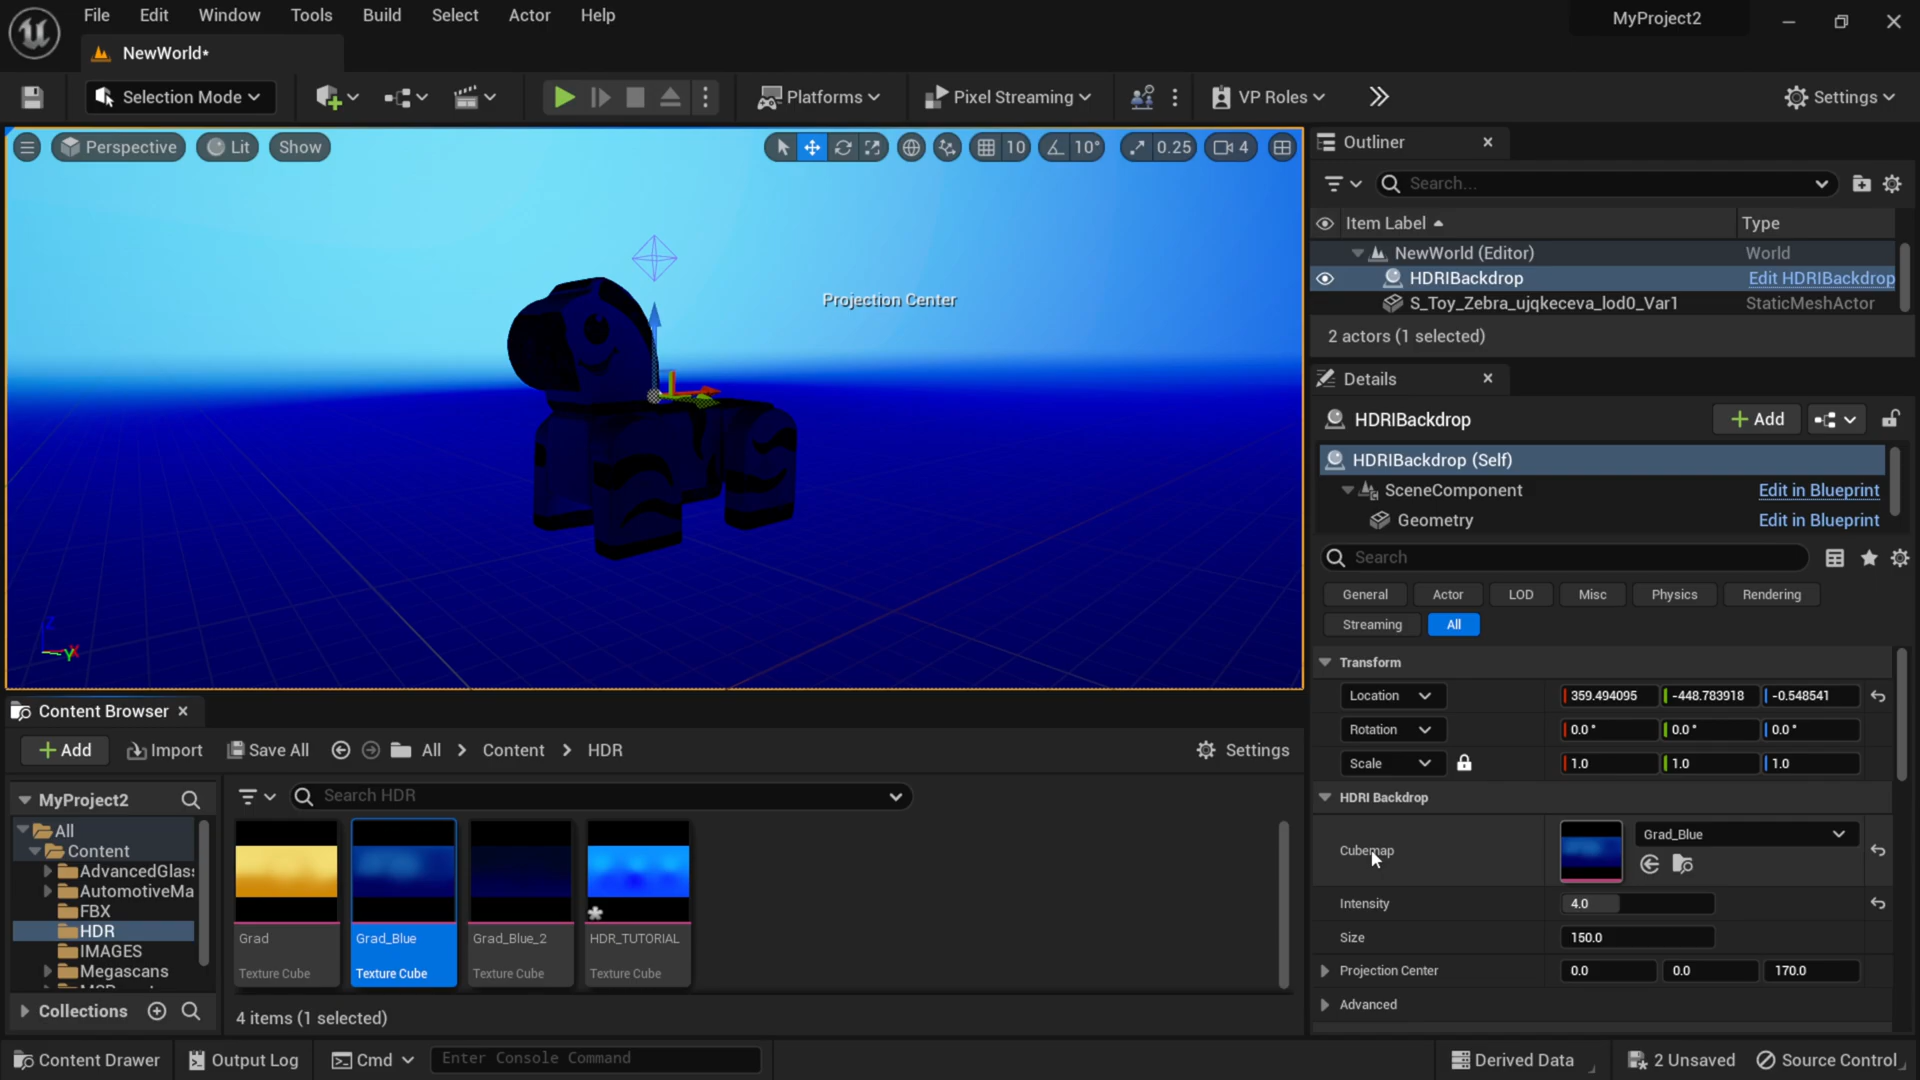 File Edit Window Tools Build Select Actor Help
MyProject2
NewWorld*
Selection Mode
Platforms
Pixel Streaming
VP Roles
Settings
Perspective
Lit
Show
10
10°
0.25
4
Projection Center
Z
X
Y
Outliner
Search...
Item Label
Type
NewWorld (Editor)
World
HDRIBackdrop
Edit HDRIBackdrop
S_Toy_Zebra_ujqkeceva_lod0_Var1
StaticMeshActor
2 actors (1 selected)
Details
HDRIBackdrop
Add
HDRIBackdrop (Self)
SceneComponent
Edit in Blueprint
Geometry
Edit in Blueprint
Search
General
Actor
LOD
Misc
Physics
Rendering
Streaming
All
Transform
Location
359.494095
-448.783918
-0.548541
Rotation
0.0 °
0.0 °
0.0 °
Scale
1.0
1.0
1.0
HDRI Backdrop
Cubemap
Grad_Blue
Intensity
4.0
Size
150.0
Projection Center
0.0
0.0
170.0
Advanced
Content Browser
Add
Import
Save All
All
Content
HDR
Settings
MyProject2
Search HDR
All
Content
AdvancedGlas
AutomotiveMa
FBX
HDR
IMAGES
Megascans
Grad
Texture Cube
Grad_Blue
Texture Cube
Grad_Blue_2
Texture Cube
HDR_TUTORIAL
Texture Cube
Collections
4 items (1 selected)
Content Drawer
Output Log
Cmd
Enter Console Command
Derived Data
2 Unsaved
Source Control